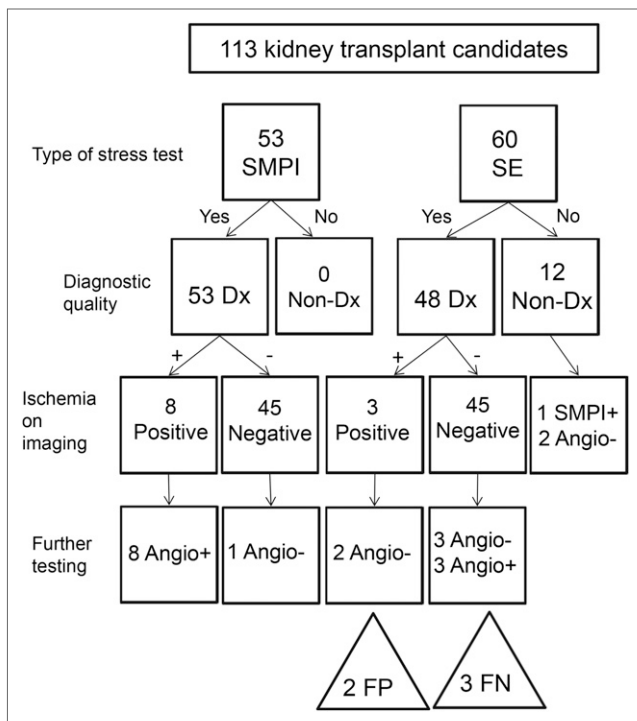 113 kidney transplant candidates
Type of stress test
53
SMPI
60
SE
Yes
No
Yes
No
Diagnostic
quality
53 Dx
0
Non-Dx
48 Dx
12
Non-Dx
+
-
+
-
Ischemia
on
imaging
8
Positive
45
Negative
3
Positive
45
Negative
1 SMPI+
2 Angio-
Further
testing
8 Angio+
1 Angio-
2 Angio-
3 Angio-
3 Angio+
2 FP
3 FN